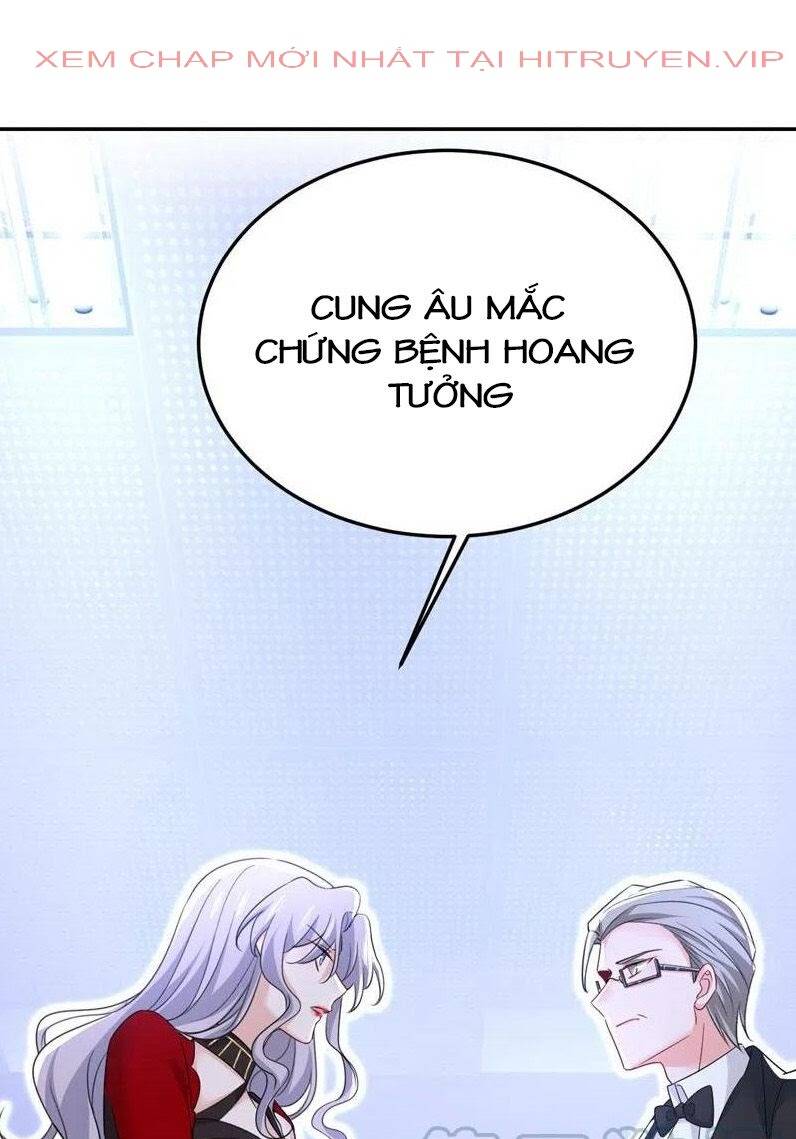 XEM CHAP MỚI NHẤT TẠI HITRUYEN.VIP
CUNG ÂU MẮC
CHỨNG BỆNH HOANG
TƯỞNG